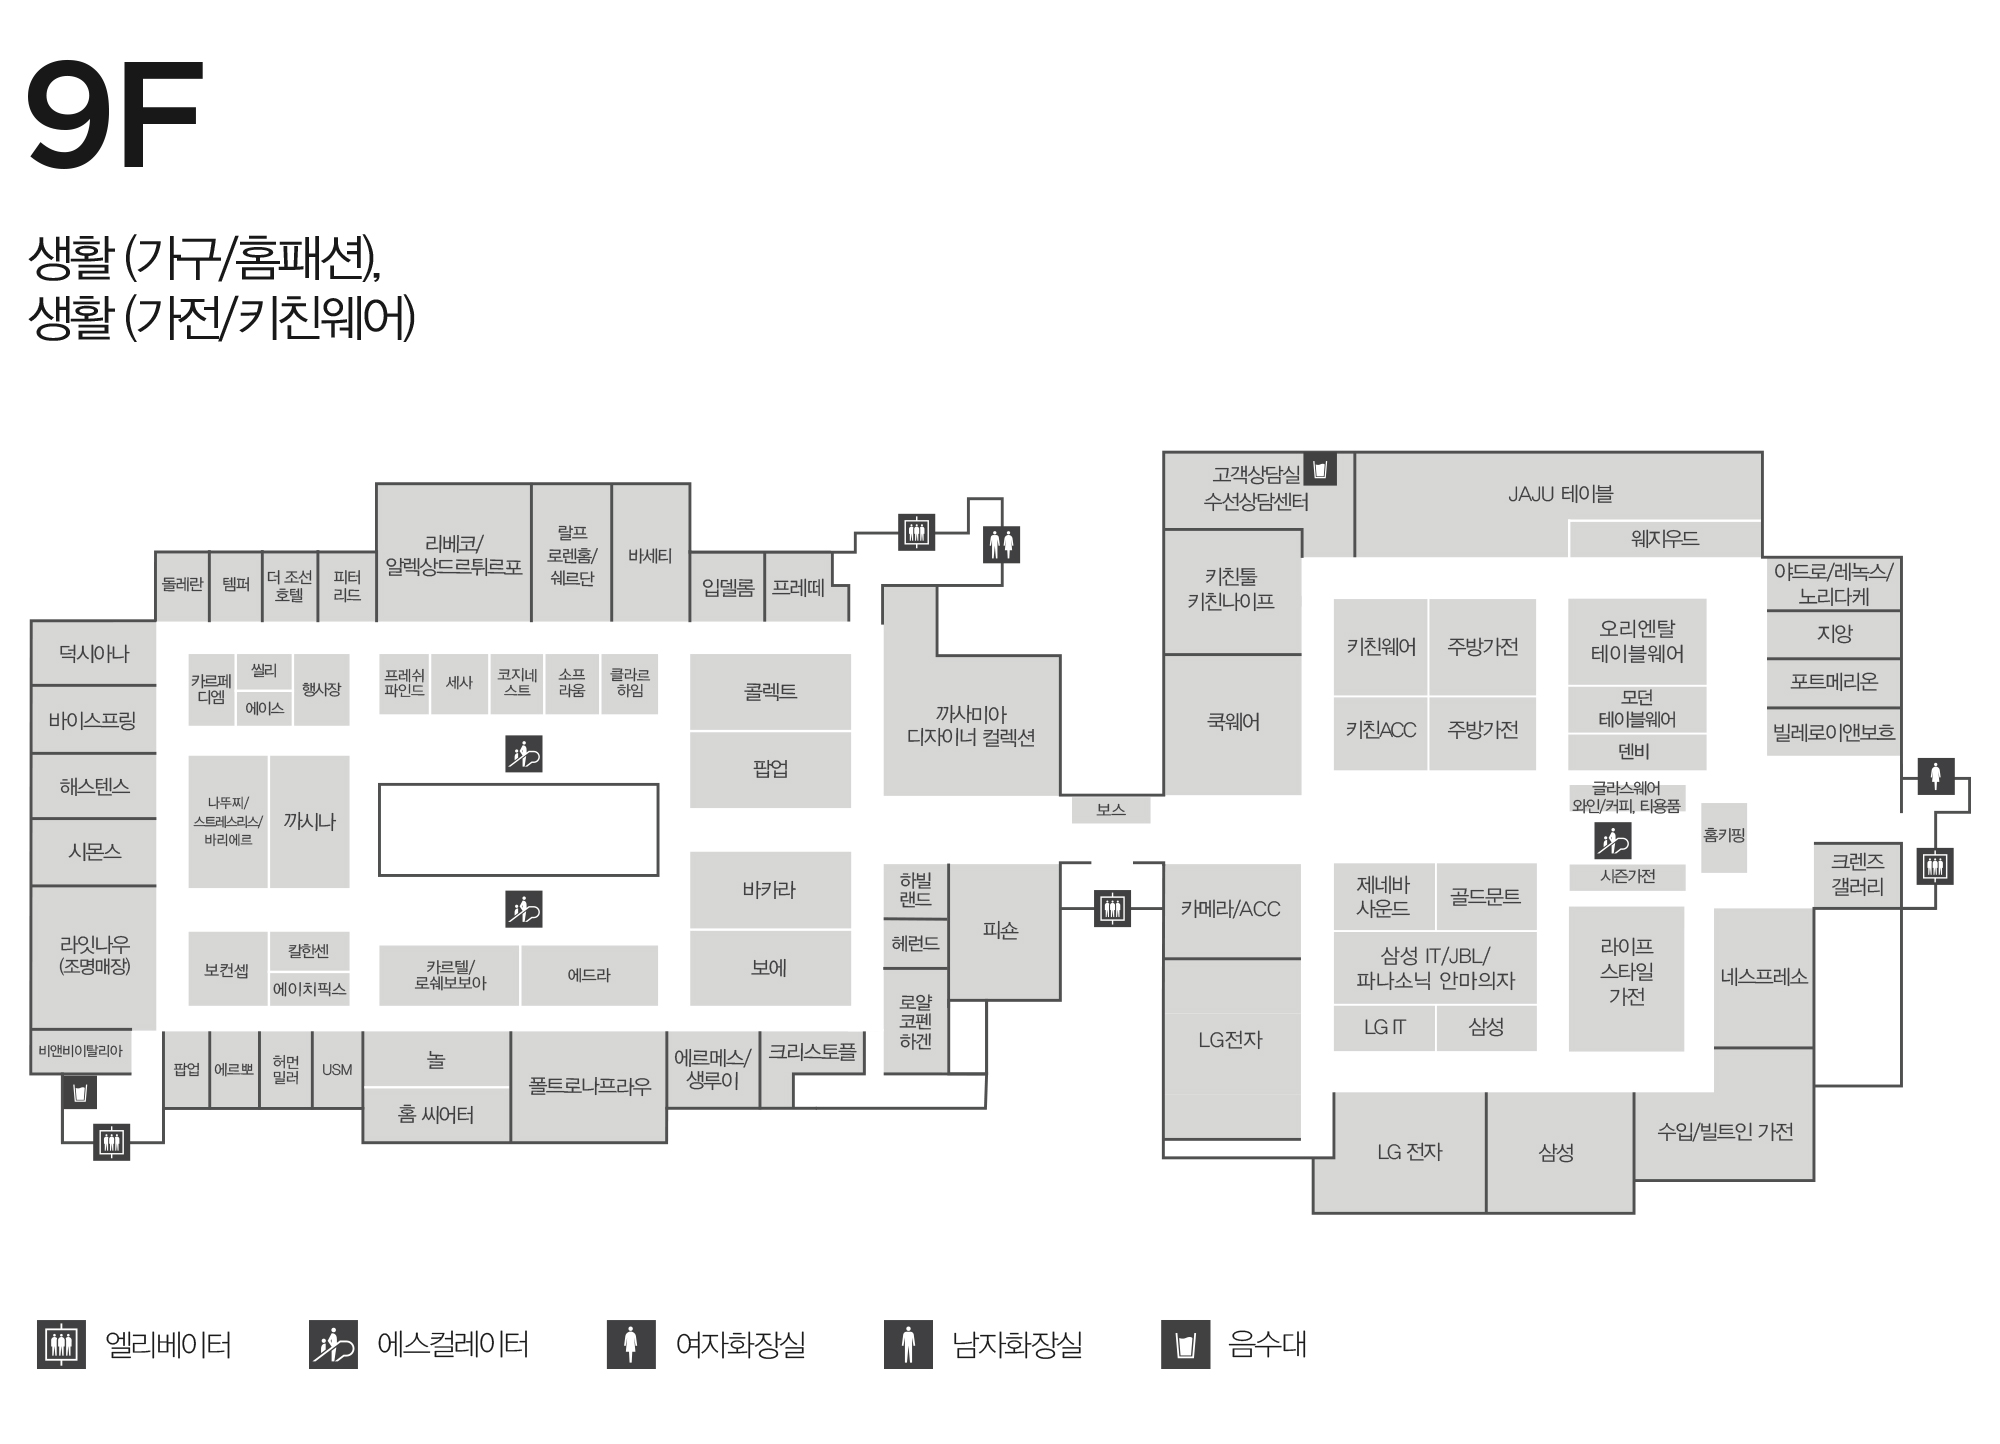 9F
생활 (가구/홈패션),
생활 (가전/키친웨어)
돌레란
템퍼
더 조선
호텔
피터
리드
리베코/
알렉상드르튀르포
랄프
로렌홈/
쉐르단
바세티
입델롬
프레떼
덕시아나
바이스프링
해스텐스
시몬스
라잇나우
(조명매장)
비앤비이탈리아
카르페
디엠
씰리
에이스
행사장
프레쉬
파인드
세사
코지네
스트
소프
라움
클라르
하임
콜렉트
팝업
나뚜찌/
스트레스리스/
바리에르
까시나
바카라
보에
보컨셉
칼한센
에이치픽스
카르텔/
로쉐보보아
에드라
팝업
에르뽀
허먼
밀러
USM
놀
홈 씨어터
폴트로나프라우
에르메스/
생루이
크리스토플
까사미아
디자이너 컬렉션
보스
하빌
랜드
헤런드
로얄
코펜
하겐
피숀
고객상담실
수선상담센터
JAJU 테이블
웨지우드
키친툴
키친나이프
쿡웨어
키친웨어
주방가전
키친ACC
주방가전
오리엔탈
테이블웨어
모던
테이블웨어
덴비
글라스웨어
와인/커피, 티용품
홈키핑
시즌가전
야드로/레녹스/
노리다케
지앙
포트메리온
빌레로이앤보흐
크렌즈
갤러리
카메라/ACC
LG전자
제네바
사운드
골드문트
삼성 IT/JBL/
파나소닉 안마의자
LG IT
삼성
라이프
스타일
가전
네스프레소
LG 전자
삼성
수입/빌트인 가전
엘리베이터
에스컬레이터
여자화장실
남자화장실
음수대